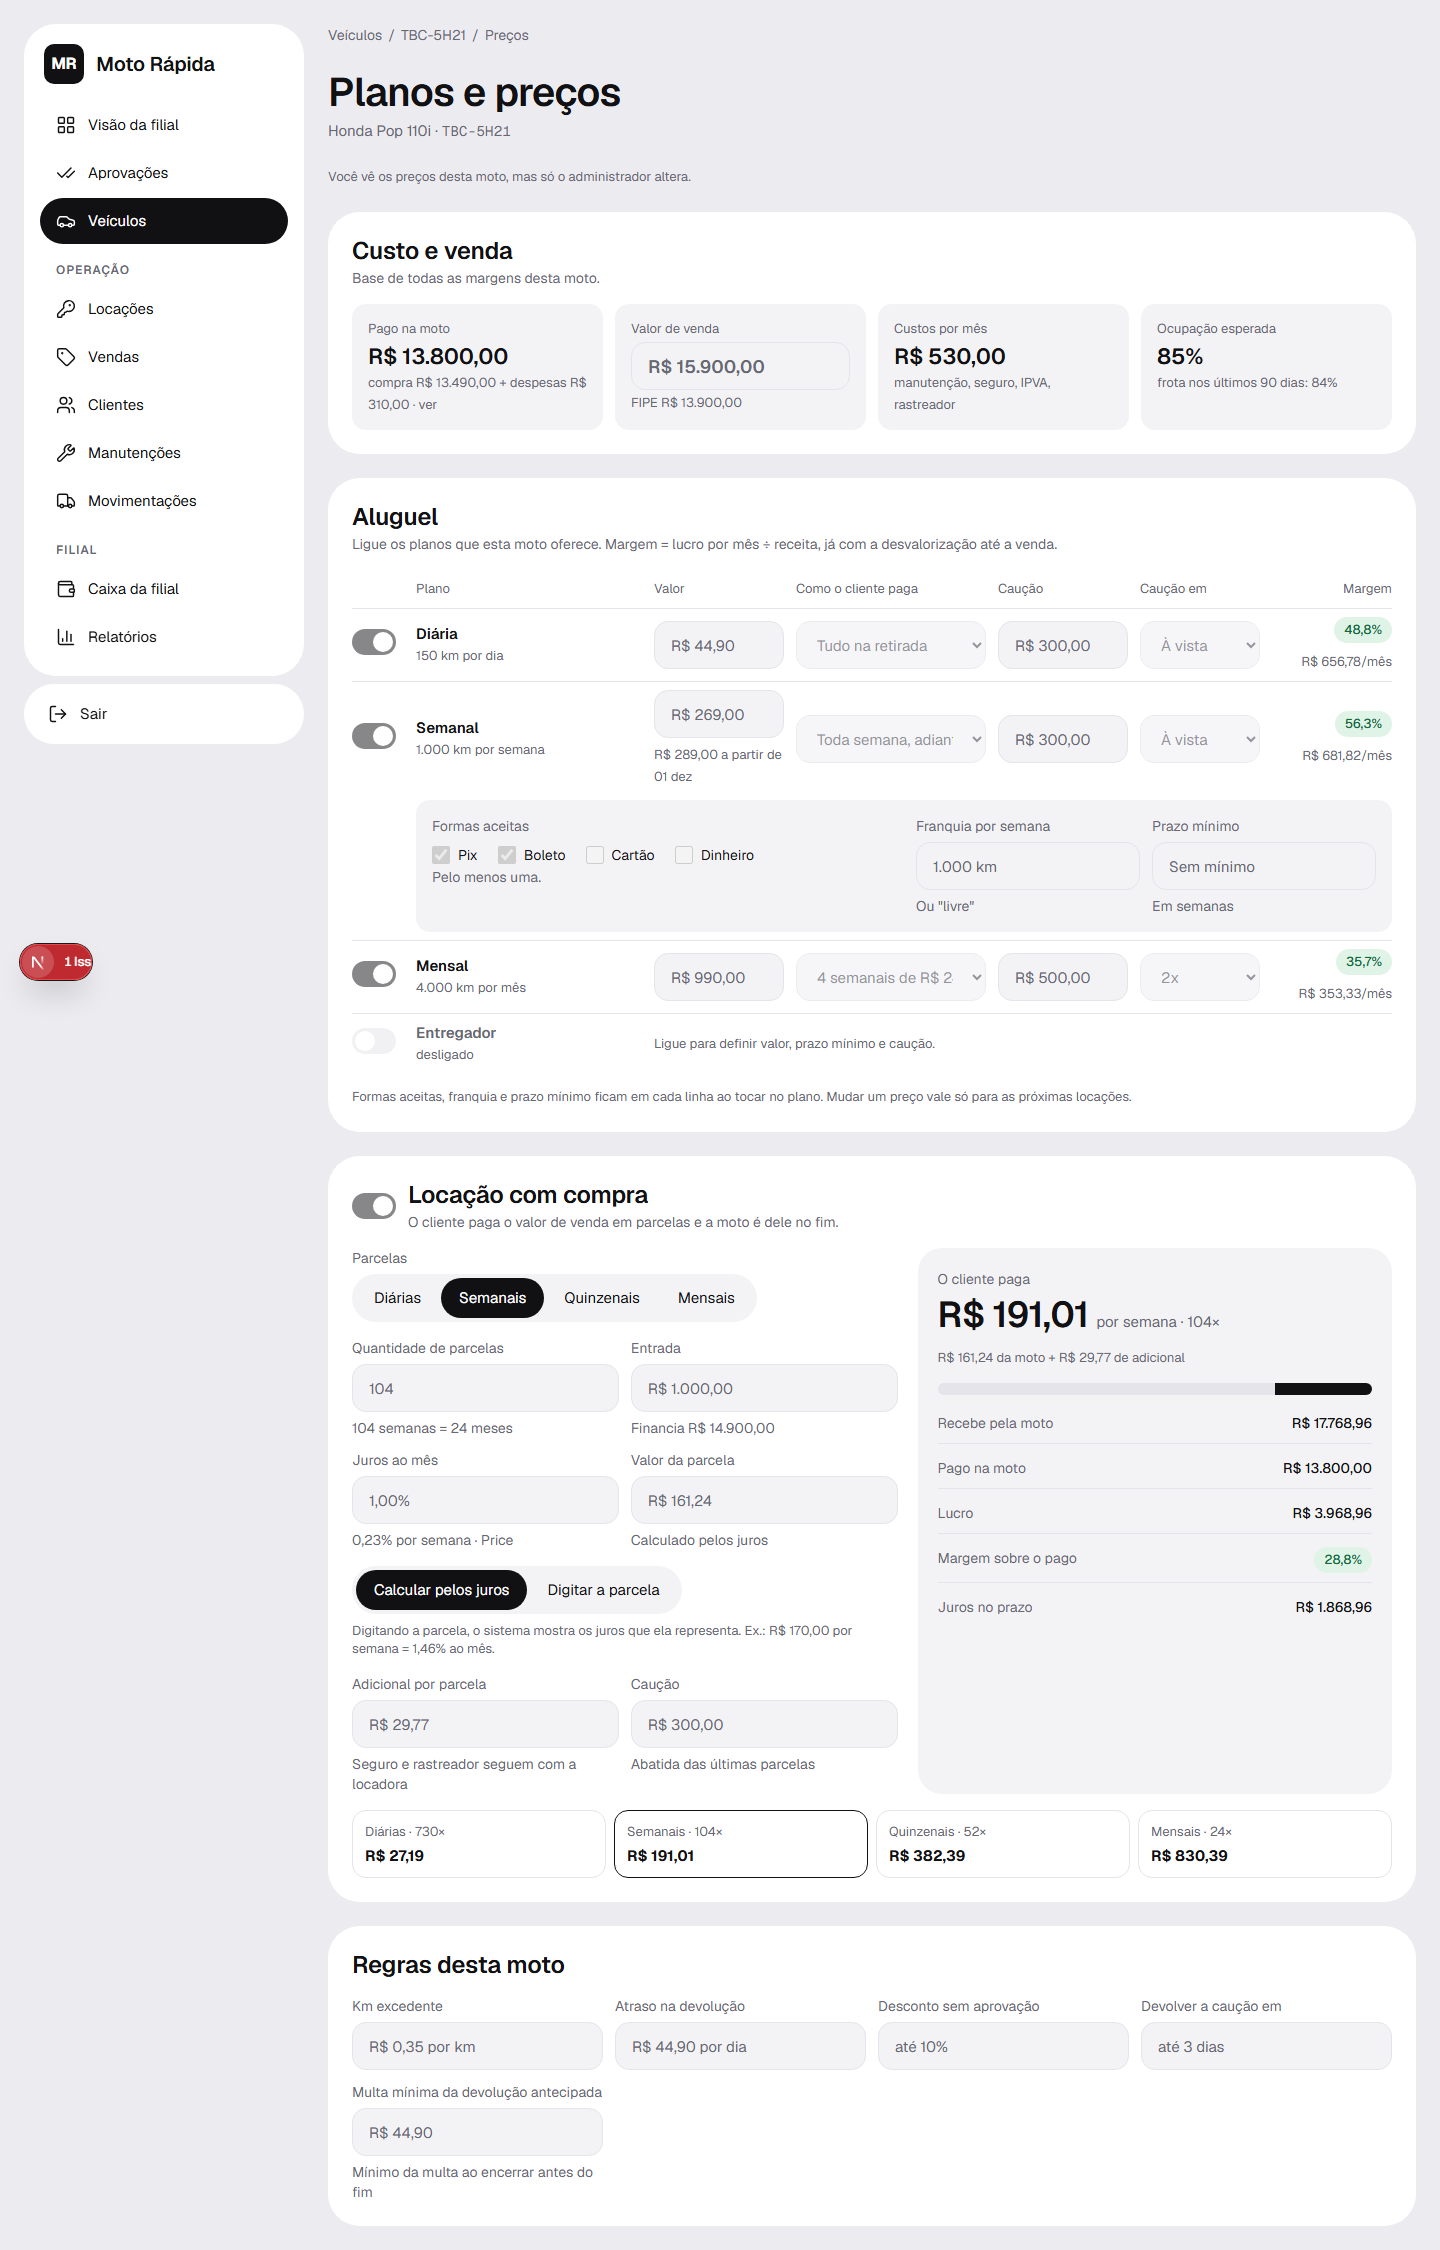 MR Moto Rápida
Visão da filial
Aprovações
Veículos
OPERAÇÃO
Locações
Vendas
Clientes
Manutenções
Movimentações
FILIAL
Caixa da filial
Relatórios
Sair
N 1 Iss
Veículos / TBC-5H21 / Preços
Planos e preços
Honda Pop 110i · TBC-5H21
Você vê os preços desta moto, mas só o administrador altera.
Custo e venda
Base de todas as margens desta moto.
Pago na moto
R$ 13.800,00
compra R$ 13.490,00 + despesas R$
310,00 · ver
Valor de venda
R$ 15.900,00
FIPE R$ 13.900,00
Custos por mês
R$ 530,00
manutenção, seguro, IPVA,
rastreador
Ocupação esperada
85%
frota nos últimos 90 dias: 84%
Aluguel
Ligue os planos que esta moto oferece. Margem = lucro por mês ÷ receita, já com a desvalorização até a venda.
Plano Valor Como o cliente paga Caução Caução em Margem
Diária
150 km por dia
R$ 44,90
Tudo na retirada
R$ 300,00
À vista
48,8%
R$ 656,78/mês
Semanal
1.000 km por semana
R$ 269,00
R$ 289,00 a partir de
01 dez
Toda semana, adian
R$ 300,00
À vista
56,3%
R$ 681,82/mês
Formas aceitas
Pix Boleto Cartão Dinheiro
Pelo menos uma.
Franquia por semana
1.000 km
Ou "livre"
Prazo mínimo
Sem mínimo
Em semanas
Mensal
4.000 km por mês
R$ 990,00
4 semanais de R$ 2
R$ 500,00
2x
35,7%
R$ 353,33/mês
Entregador
desligado
Ligue para definir valor, prazo mínimo e caução.
Formas aceitas, franquia e prazo mínimo ficam em cada linha ao tocar no plano. Mudar um preço vale só para as próximas locações.
Locação com compra
O cliente paga o valor de venda em parcelas e a moto é dele no fim.
Parcelas
Diárias Semanais Quinzenais Mensais
Quantidade de parcelas
104
104 semanas = 24 meses
Entrada
R$ 1.000,00
Financia R$ 14.900,00
Juros ao mês
1,00%
0,23% por semana · Price
Valor da parcela
R$ 161,24
Calculado pelos juros
Calcular pelos juros Digitar a parcela
Digitando a parcela, o sistema mostra os juros que ela representa. Ex.: R$ 170,00 por
semana = 1,46% ao mês.
Adicional por parcela
R$ 29,77
Seguro e rastreador seguem com a
locadora
Caução
R$ 300,00
Abatida das últimas parcelas
O cliente paga
R$ 191,01 por semana · 104×
R$ 161,24 da moto + R$ 29,77 de adicional
Recebe pela moto R$ 17.768,96
Pago na moto R$ 13.800,00
Lucro R$ 3.968,96
Margem sobre o pago 28,8%
Juros no prazo R$ 1.868,96
Diárias · 730×
R$ 27,19
Semanais · 104×
R$ 191,01
Quinzenais · 52×
R$ 382,39
Mensais · 24×
R$ 830,39
Regras desta moto
Km excedente
R$ 0,35 por km
Atraso na devolução
R$ 44,90 por dia
Desconto sem aprovação
até 10%
Devolver a caução em
até 3 dias
Multa mínima da devolução antecipada
R$ 44,90
Mínimo da multa ao encerrar antes do
fim